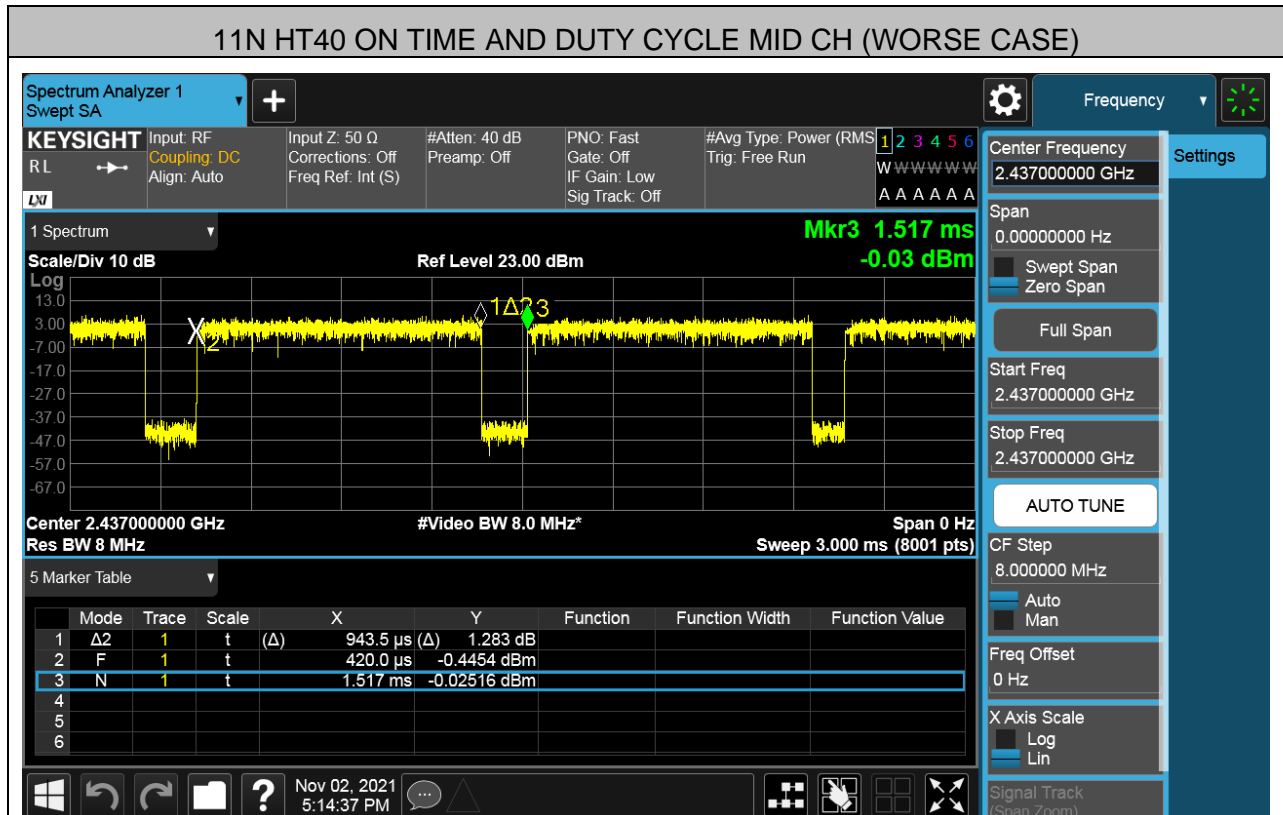 11N HT40 ON TIME AND DUTY CYCLE MID CH (WORSE CASE)
Spectrum Analyzer 1
Swept SA
Frequency
KEYSIGHT
RL
LXI
Input: RF
Coupling: DC
Align: Auto
Input Z: 50 Ω
Corrections: Off
Freq Ref: Int (S)
#Atten: 40 dB
Preamp: Off
PNO: Fast
Gate: Off
IF Gain: Low
Sig Track: Off
#Avg Type: Power (RMS
Trig: Free Run
1 2 3 4 5 6
W W W W W W
A A A A A A
1 Spectrum
Mkr3 1.517 ms
Scale/Div 10 dB
Ref Level 23.00 dBm
-0.03 dBm
Log
13.0
3.00
-7.00
-17.0
-27.0
-37.0
-47.0
-57.0
-67.0
X2
1Δ2
3
Center 2.437000000 GHz
#Video BW 8.0 MHz*
Span 0 Hz
Res BW 8 MHz
Sweep 3.000 ms (8001 pts)
5 Marker Table
Mode Trace Scale X Y Function Function Width Function Value
1 Δ2 1 t (Δ) 943.5 µs (Δ) 1.283 dB
2 F 1 t 420.0 µs -0.4454 dBm
3 N 1 t 1.517 ms -0.02516 dBm
4
5
6
Nov 02, 2021
5:14:37 PM
Center Frequency
2.437000000 GHz
Settings
Span
0.00000000 Hz
Swept Span
Zero Span
Full Span
Start Freq
2.437000000 GHz
Stop Freq
2.437000000 GHz
AUTO TUNE
CF Step
8.000000 MHz
Auto
Man
Freq Offset
0 Hz
X Axis Scale
Log
Lin
Signal Track
(Span Zoom)